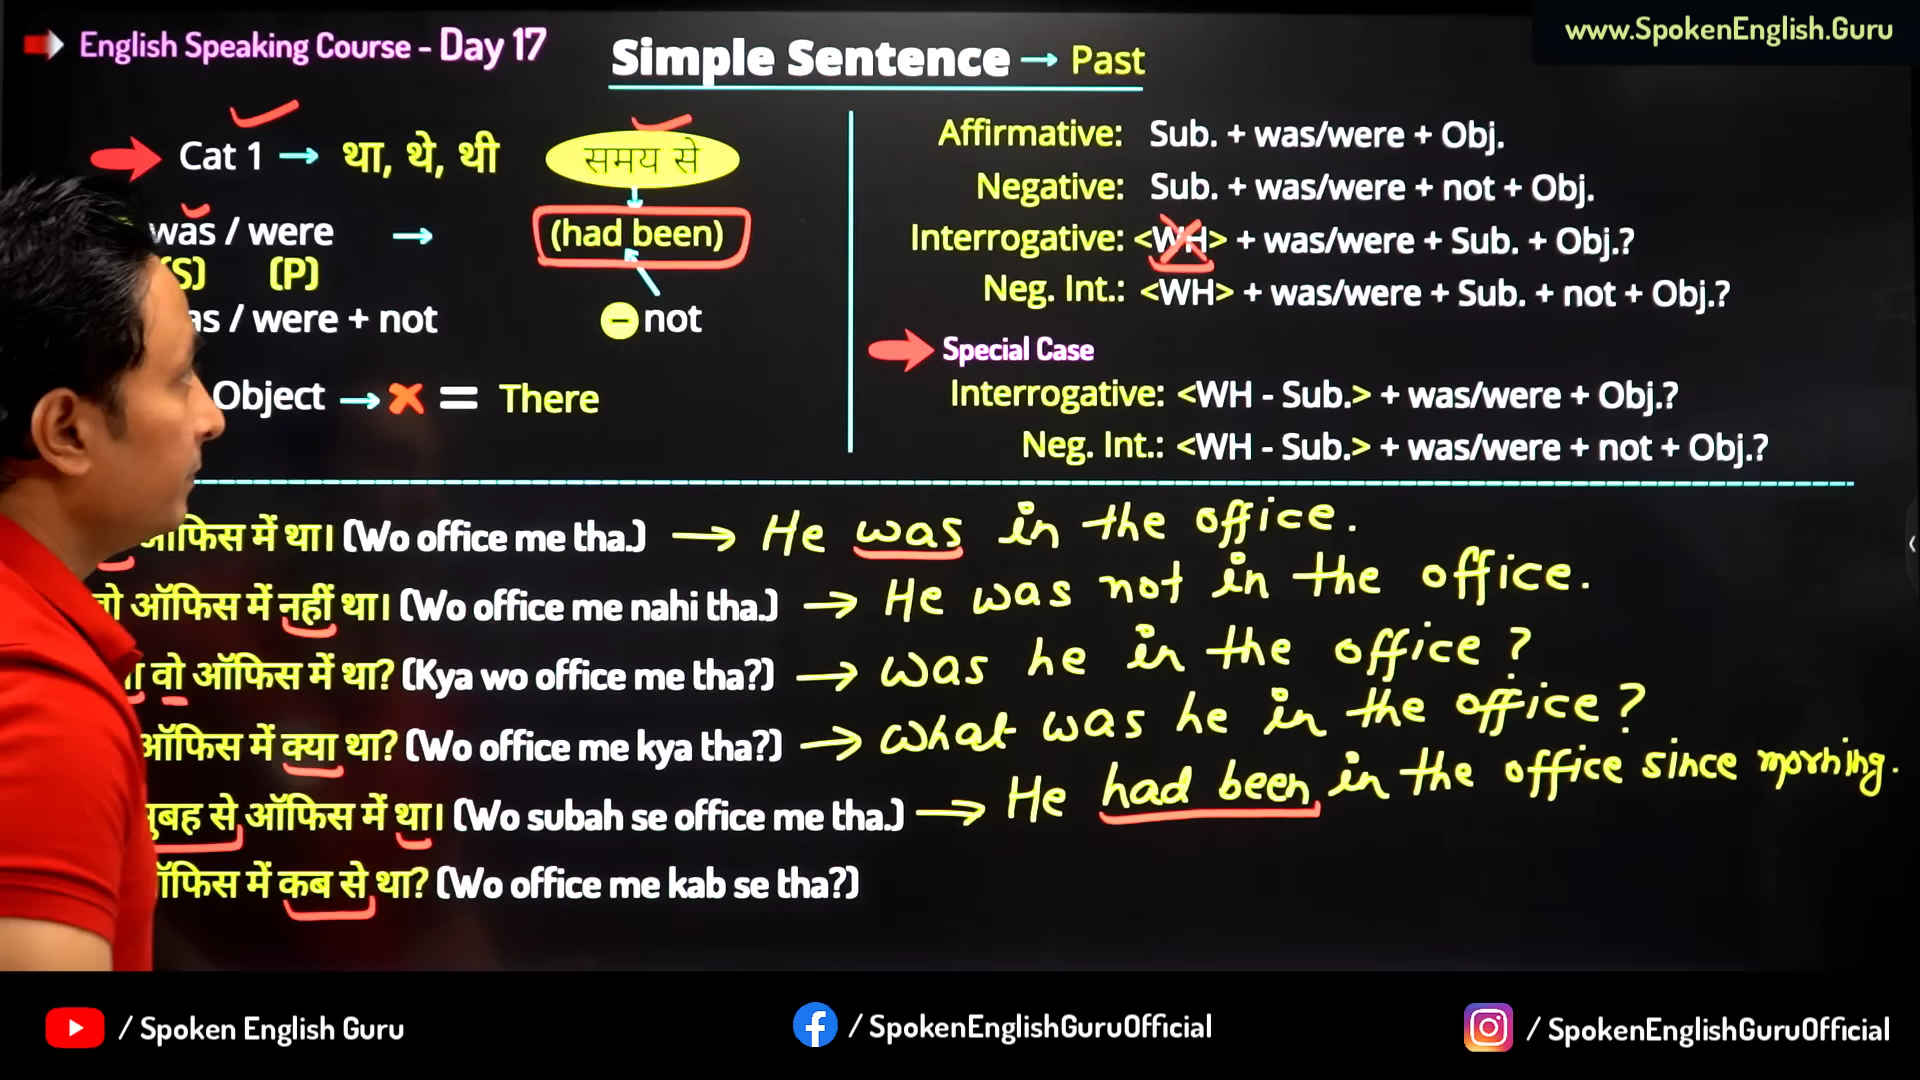 English Speaking Course - Day 17
Simple Sentence → Past
www.SpokenEnglish.Guru
Cat 1 → था, थे, थी
समय से
was / were →
(had been)
(S) (P)
as / were + not
− not
Object → × = There
Affirmative: Sub. + was/were + Obj.
Negative: Sub. + was/were + not + Obj.
Interrogative: <WH> + was/were + Sub. + Obj.?
Neg. Int.: <WH> + was/were + Sub. + not + Obj.?
Special Case
Interrogative: <WH - Sub.> + was/were + Obj.?
Neg. Int.: <WH - Sub.> + was/were + not + Obj.?
ऑफिस में था। (Wo office me tha.) → He was in the office.
वो ऑफिस में नहीं था। (Wo office me nahi tha.) → He was not in the office.
वो ऑफिस में था? (Kya wo office me tha?) → was he in the office?
ऑफिस में क्या था? (Wo office me kya tha?) → what was he in the office?
सुबह से ऑफिस में था। (Wo subah se office me tha.) → He had been in the office since morning.
ऑफिस में कब से था? (Wo office me kab se tha?)
/ Spoken English Guru
/ SpokenEnglishGuruOfficial
/ SpokenEnglishGuruOfficial